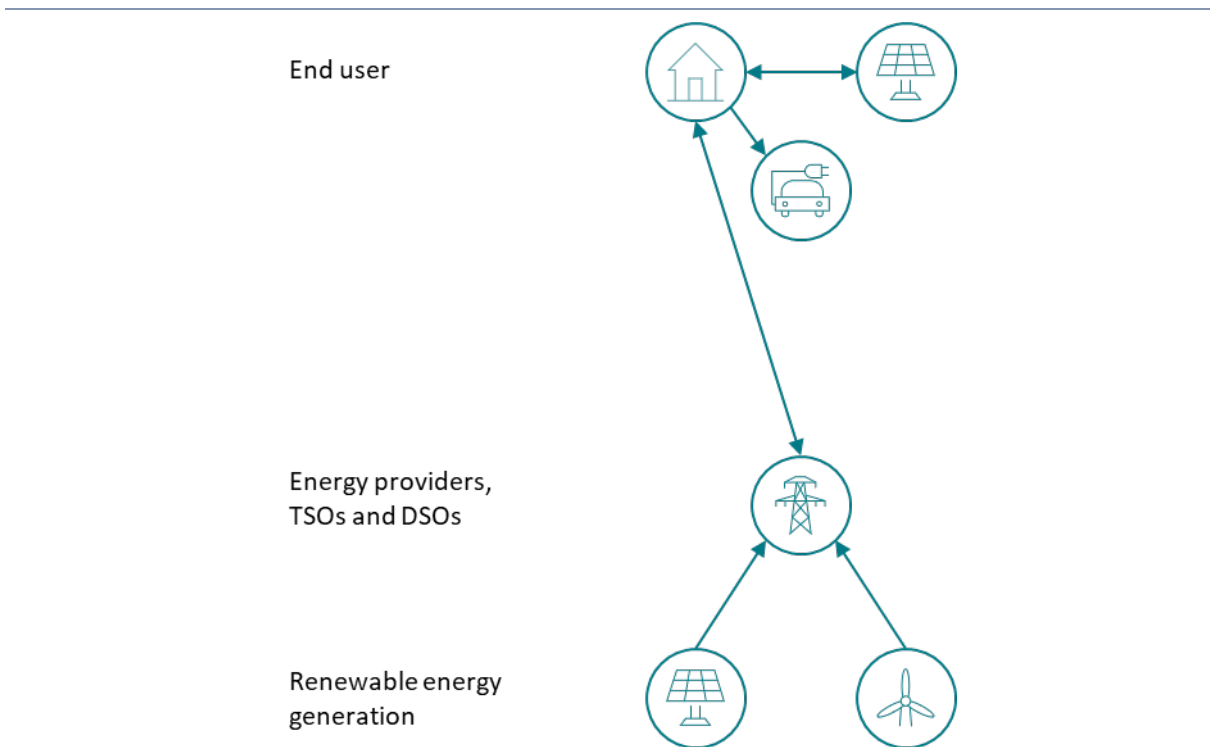 End user
Energy providers,
TSOs and DSOs
Renewable energy
generation